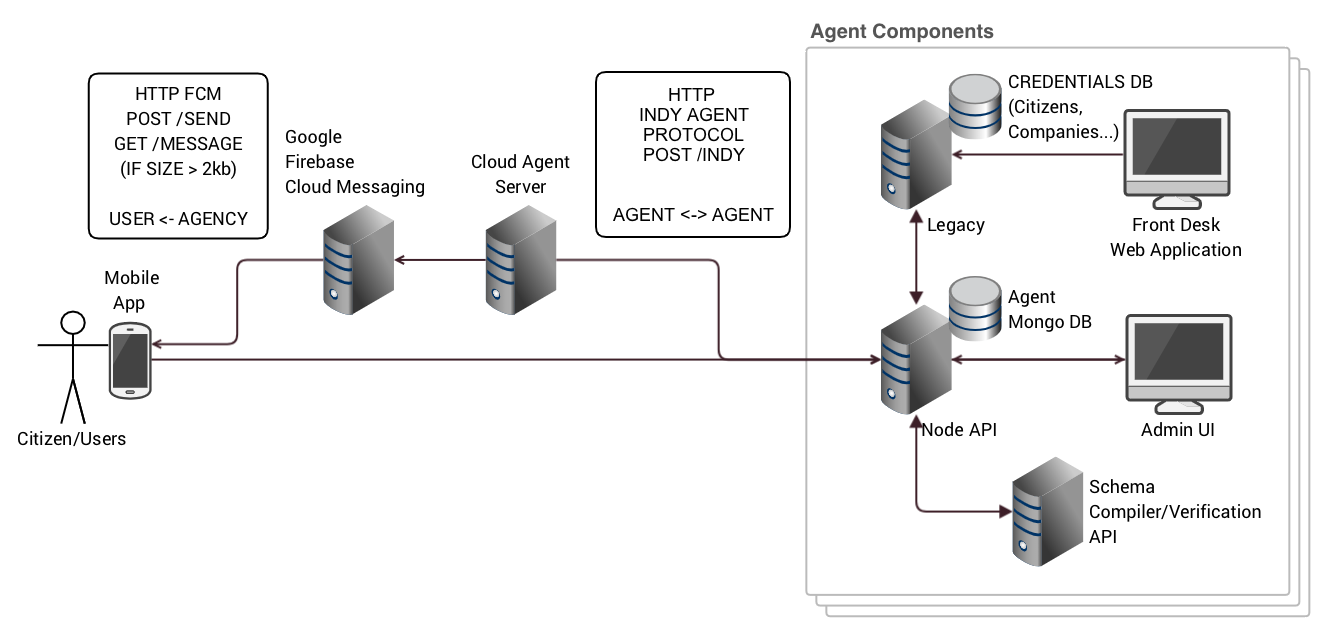 Agent Components
HTTP FCM
POST /SEND
GET /MESSAGE
(IF SIZE > 2kb)
USER <- AGENCY
Google
Firebase
Cloud Messaging
Cloud Agent
Server
HTTP
INDY AGENT
PROTOCOL
POST /INDY
AGENT <-> AGENT
CREDENTIALS DB
(Citizens,
Companies...)
Legacy
Front Desk
Web Application
Mobile
App
Citizen/Users
Agent
Mongo DB
Node API
Admin UI
Schema
Compiler/Verification
API